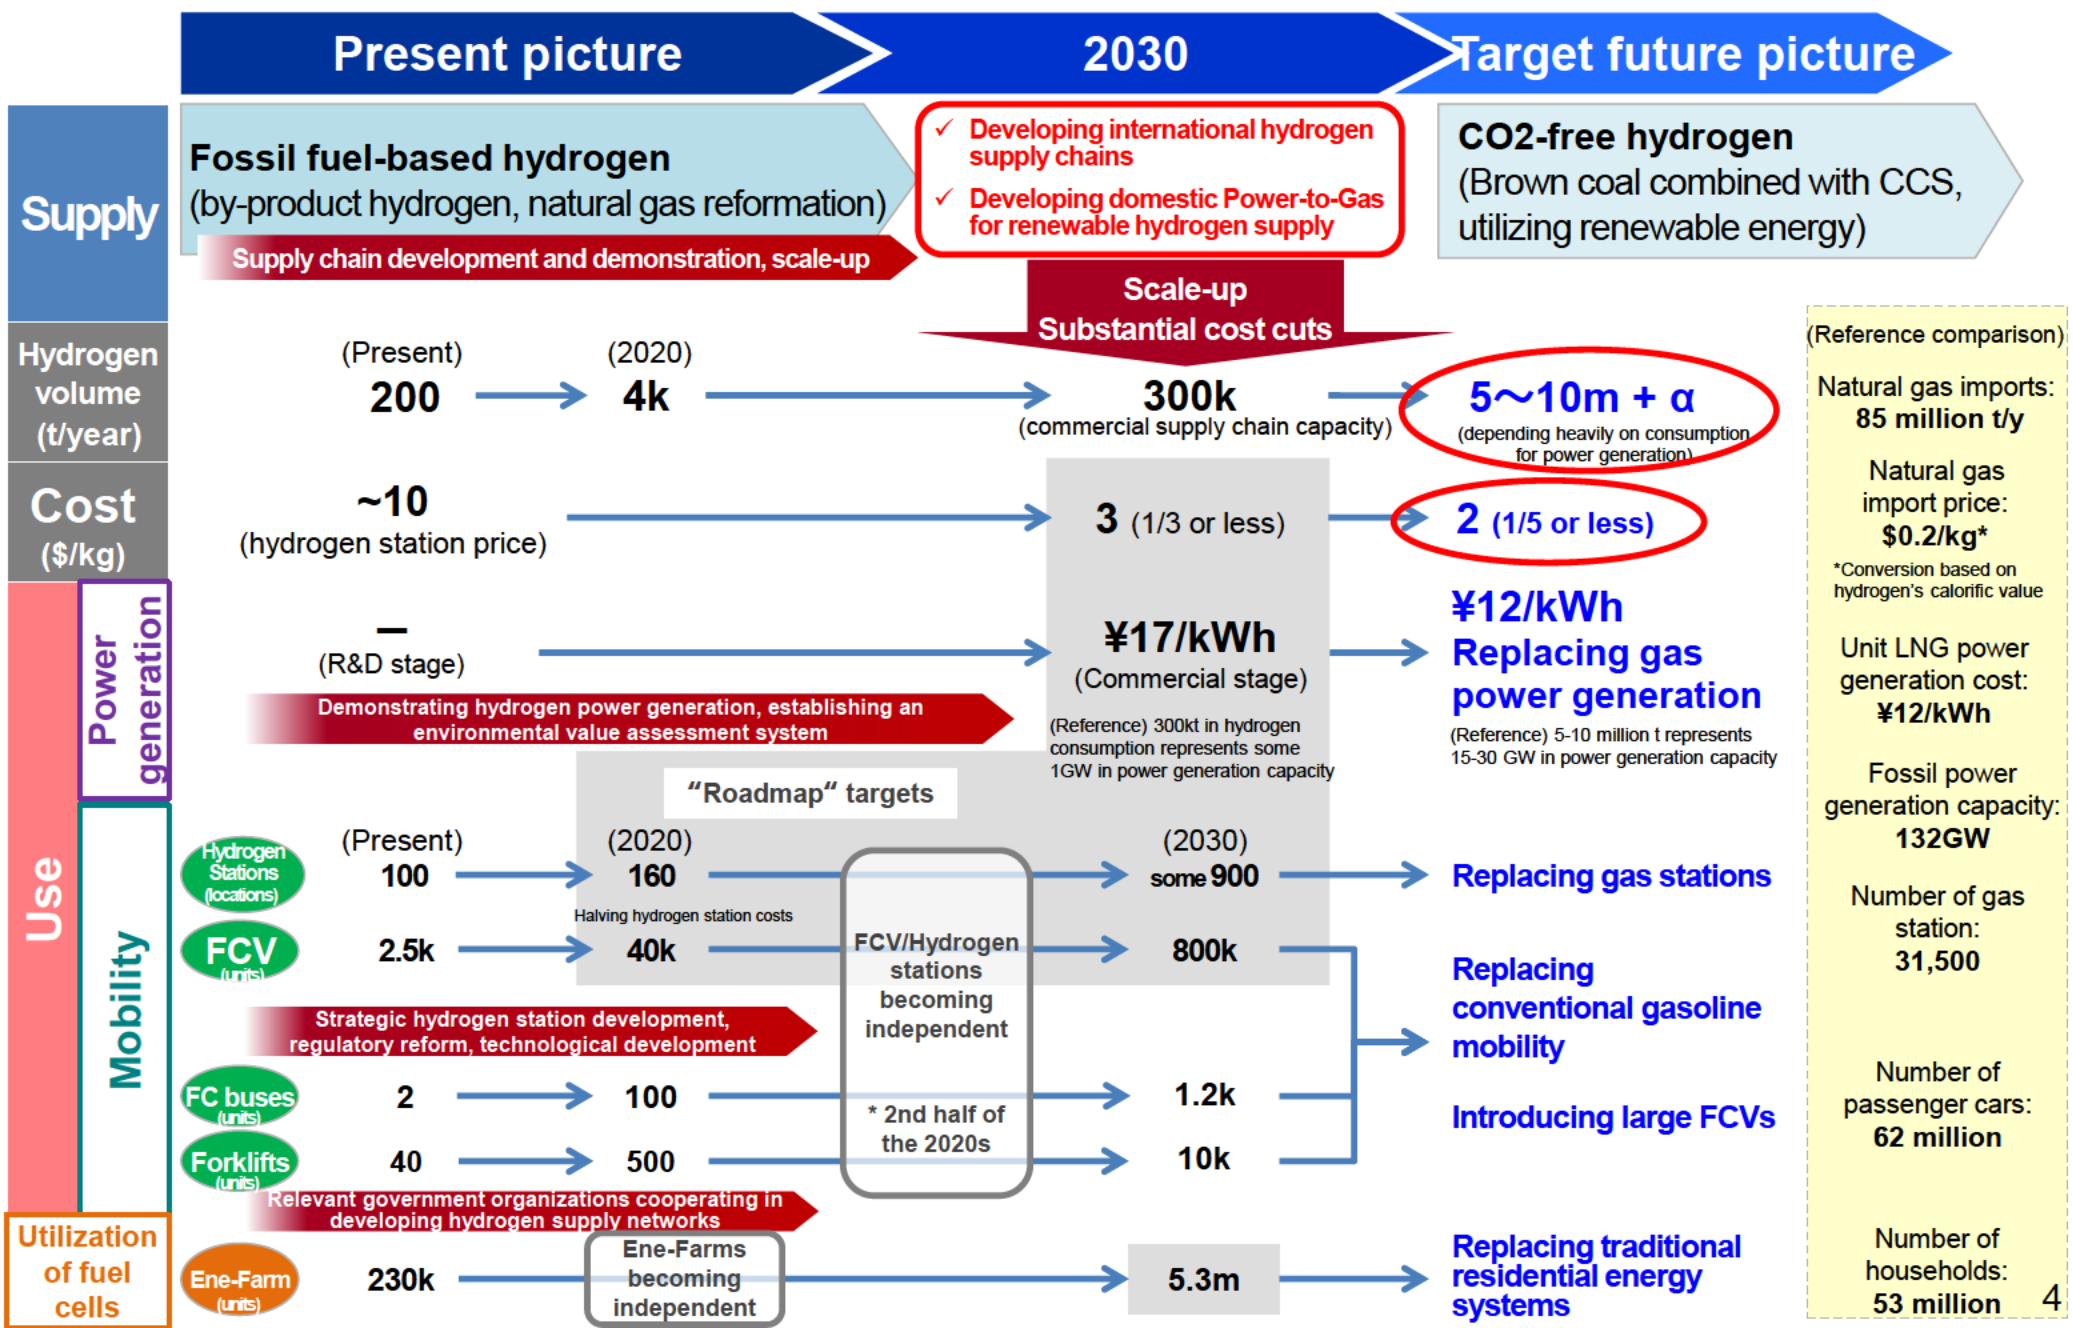 Present picture
2030
Target future picture
Supply
Fossil fuel-based hydrogen
(by-product hydrogen, natural gas reformation)
Supply chain development and demonstration, scale-up
✓ Developing international hydrogen
supply chains
✓ Developing domestic Power-to-Gas
for renewable hydrogen supply
CO2-free hydrogen
(Brown coal combined with CCS,
utilizing renewable energy)
Scale-up
Substantial cost cuts
Hydrogen
volume
(t/year)
(Present)
200
(2020)
4k
300k
(commercial supply chain capacity)
5～10m + α
(depending heavily on consumption
for power generation)
Cost
($/kg)
~10
(hydrogen station price)
3 (1/3 or less)
2 (1/5 or less)
Use
Power
generation
–
(R&D stage)
¥17/kWh
(Commercial stage)
(Reference) 300kt in hydrogen
consumption represents some
1GW in power generation capacity
¥12/kWh
Replacing gas
power generation
(Reference) 5-10 million t represents
15-30 GW in power generation capacity
Demonstrating hydrogen power generation, establishing an
environmental value assessment system
“Roadmap“ targets
Mobility
Hydrogen
Stations
(locations)
(Present)
100
(2020)
160
Halving hydrogen station costs
(2030)
some 900
Replacing gas stations
FCV
(units)
2.5k
40k
800k
FCV/Hydrogen
stations
becoming
independent
* 2nd half of
the 2020s
Replacing
conventional gasoline
mobility
Introducing large FCVs
Strategic hydrogen station development,
regulatory reform, technological development
FC buses
(units)
2
100
1.2k
Forklifts
(units)
40
500
10k
Relevant government organizations cooperating in
developing hydrogen supply networks
Utilization
of fuel
cells
Ene-Farm
(units)
230k
Ene-Farms
becoming
independent
5.3m
Replacing traditional
residential energy
systems
(Reference comparison)
Natural gas imports:
85 million t/y
Natural gas
import price:
$0.2/kg*
*Conversion based on
hydrogen's calorific value
Unit LNG power
generation cost:
¥12/kWh
Fossil power
generation capacity:
132GW
Number of gas
station:
31,500
Number of
passenger cars:
62 million
Number of
households:
53 million
4